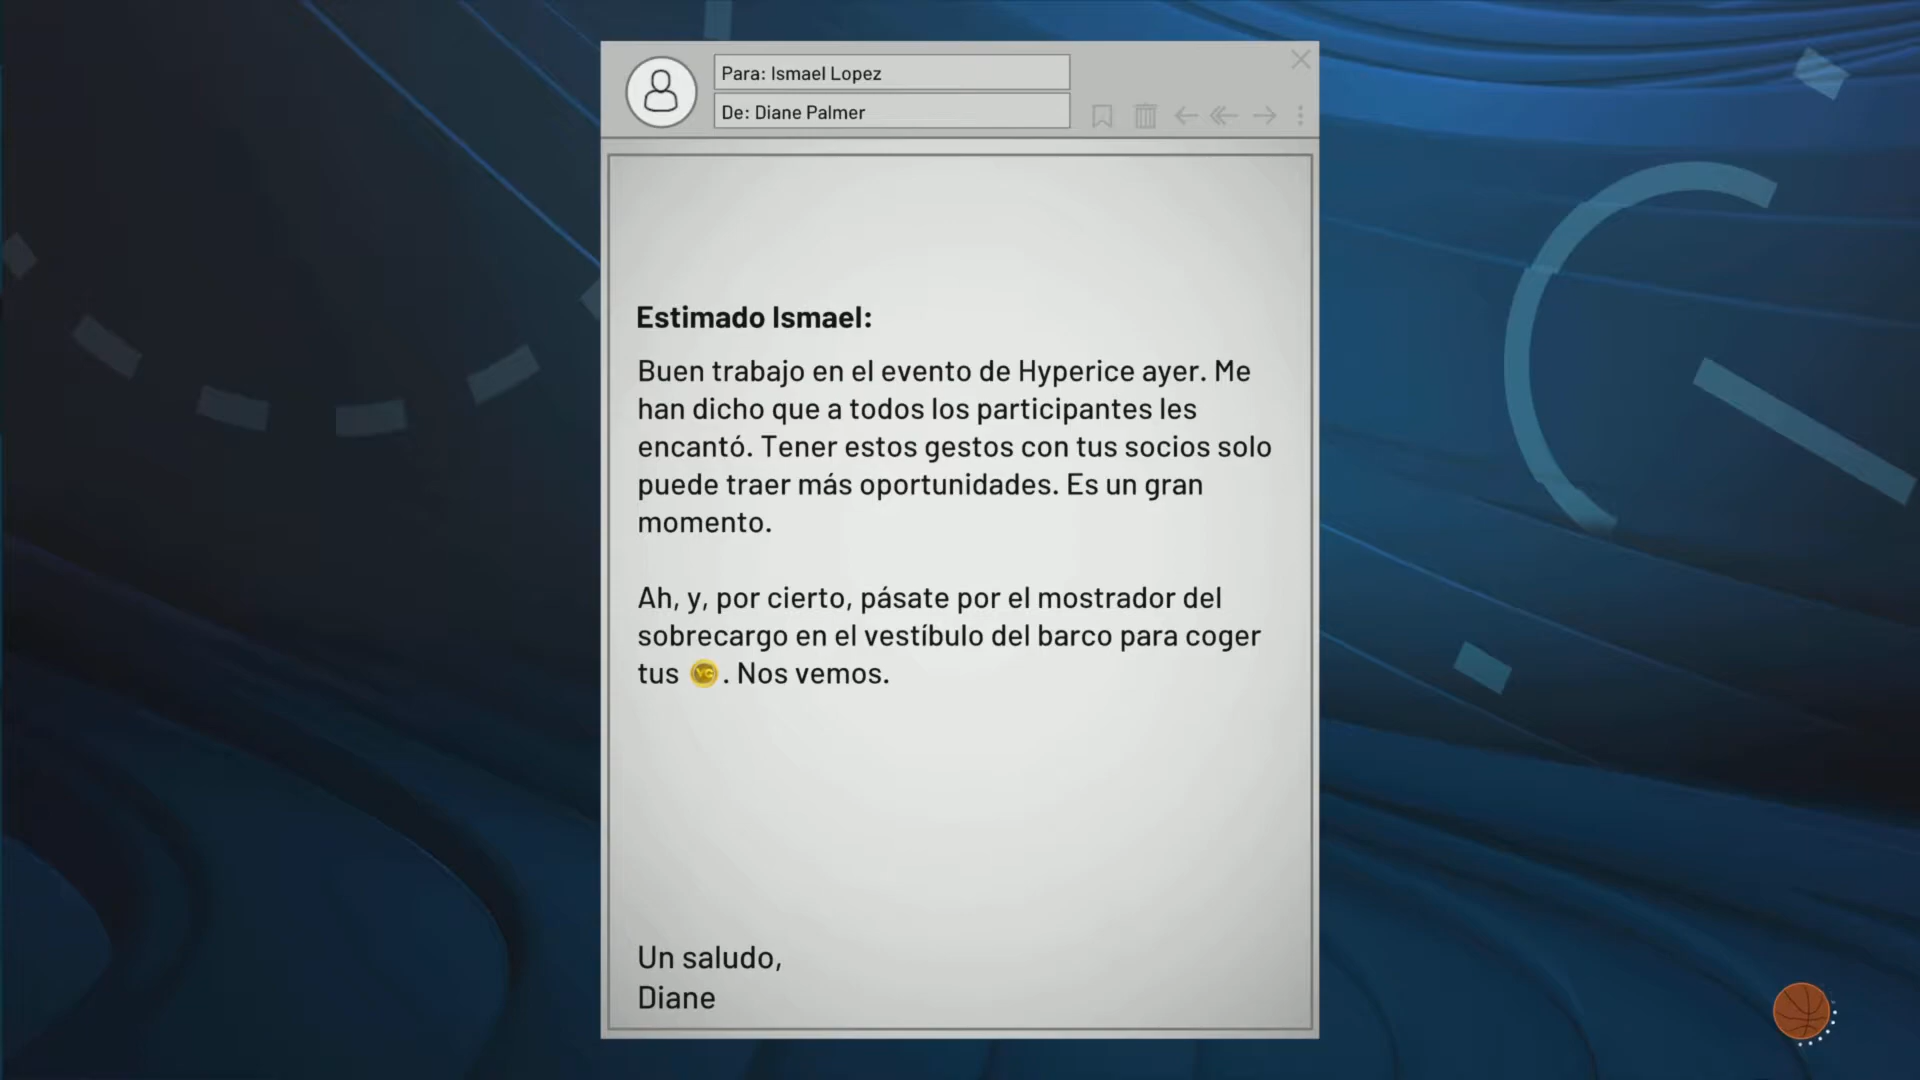 Para: Ismael Lopez
De: Diane Palmer
Estimado Ismael:
Buen trabajo en el evento de Hyperice ayer. Me
han dicho que a todos los participantes les
encantó. Tener estos gestos con tus socios solo
puede traer más oportunidades. Es un gran
momento.
Ah, y, por cierto, pásate por el mostrador del
sobrecargo en el vestíbulo del barco para coger
tus VC. Nos vemos.
Un saludo,
Diane